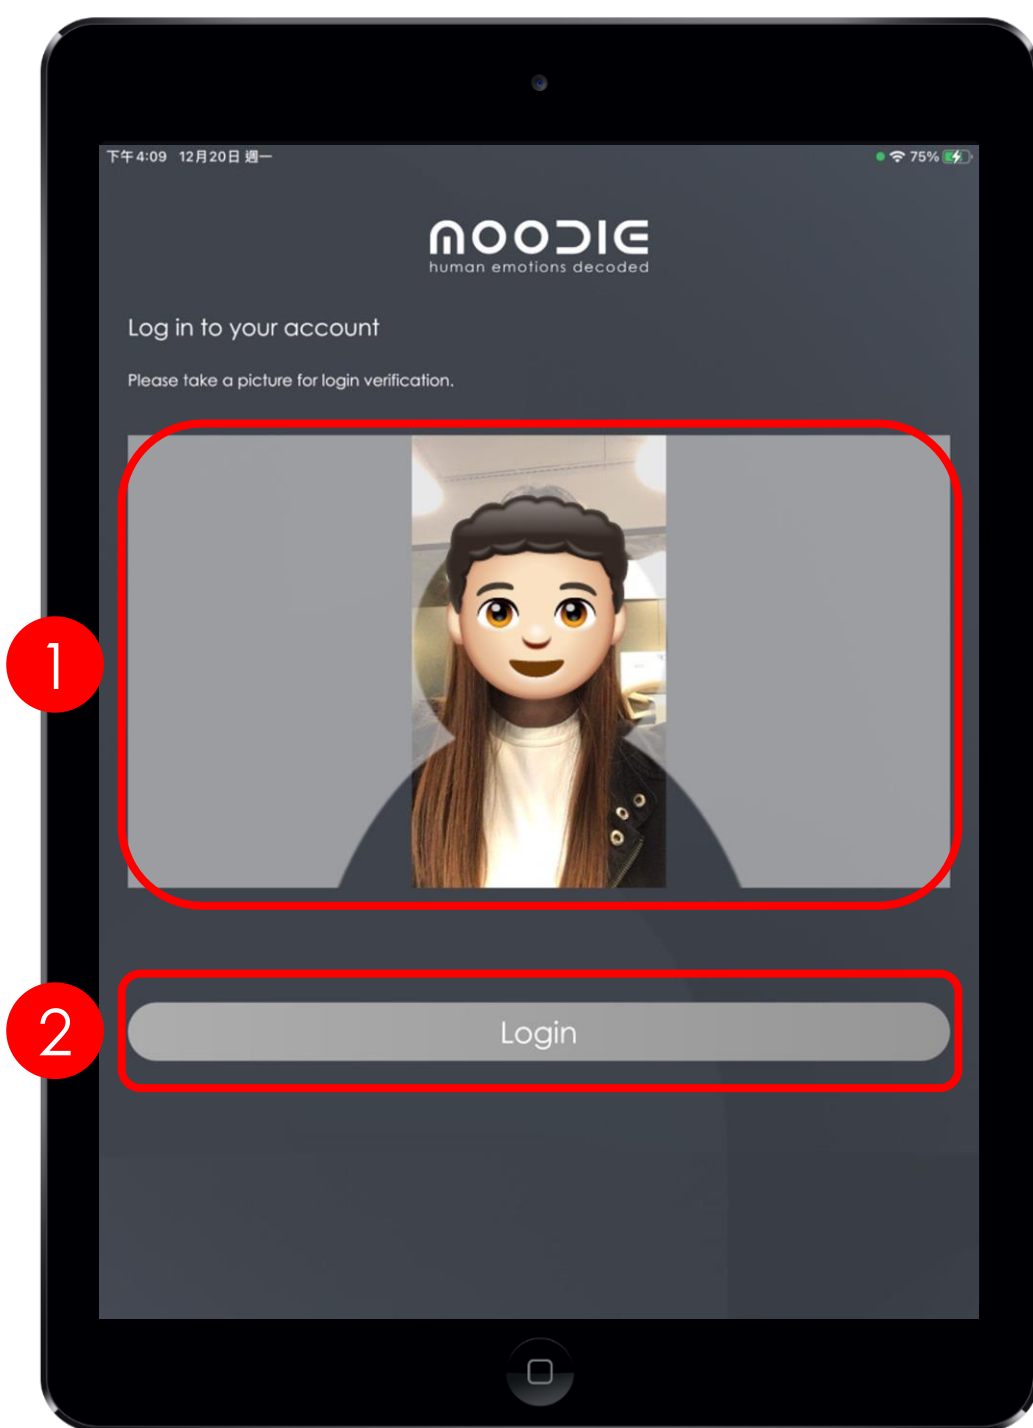 下午4:09 12月20日 週一
75%
MOODIE
human emotions decoded
Log in to your account
Please take a picture for login verification.
1
2
Login